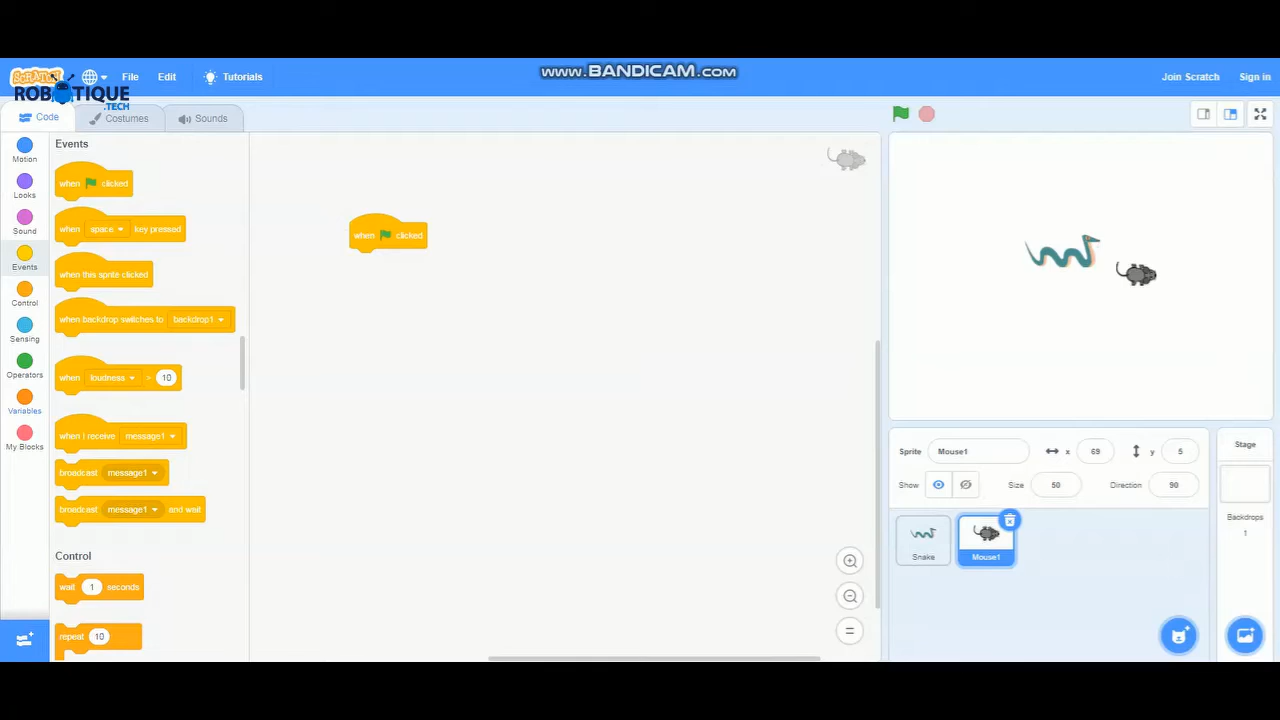 www.BANDICAM.com
SCRATCH
File
Edit
Tutorials
Join Scratch
Sign in
ROBOTIQUE
.TECH
Code
Costumes
Sounds
Motion
Looks
Sound
Events
Control
Sensing
Operators
Variables
My Blocks
Events
when clicked
when space key pressed
when this sprite clicked
when backdrop switches to backdrop1
when loudness > 10
when I receive message1
broadcast message1
broadcast message1 and wait
Control
wait 1 seconds
repeat 10
when clicked
Sprite Mouse1 x 69 y 5
Show Size 50 Direction 90
Snake
Mouse1
Stage
Backdrops
1